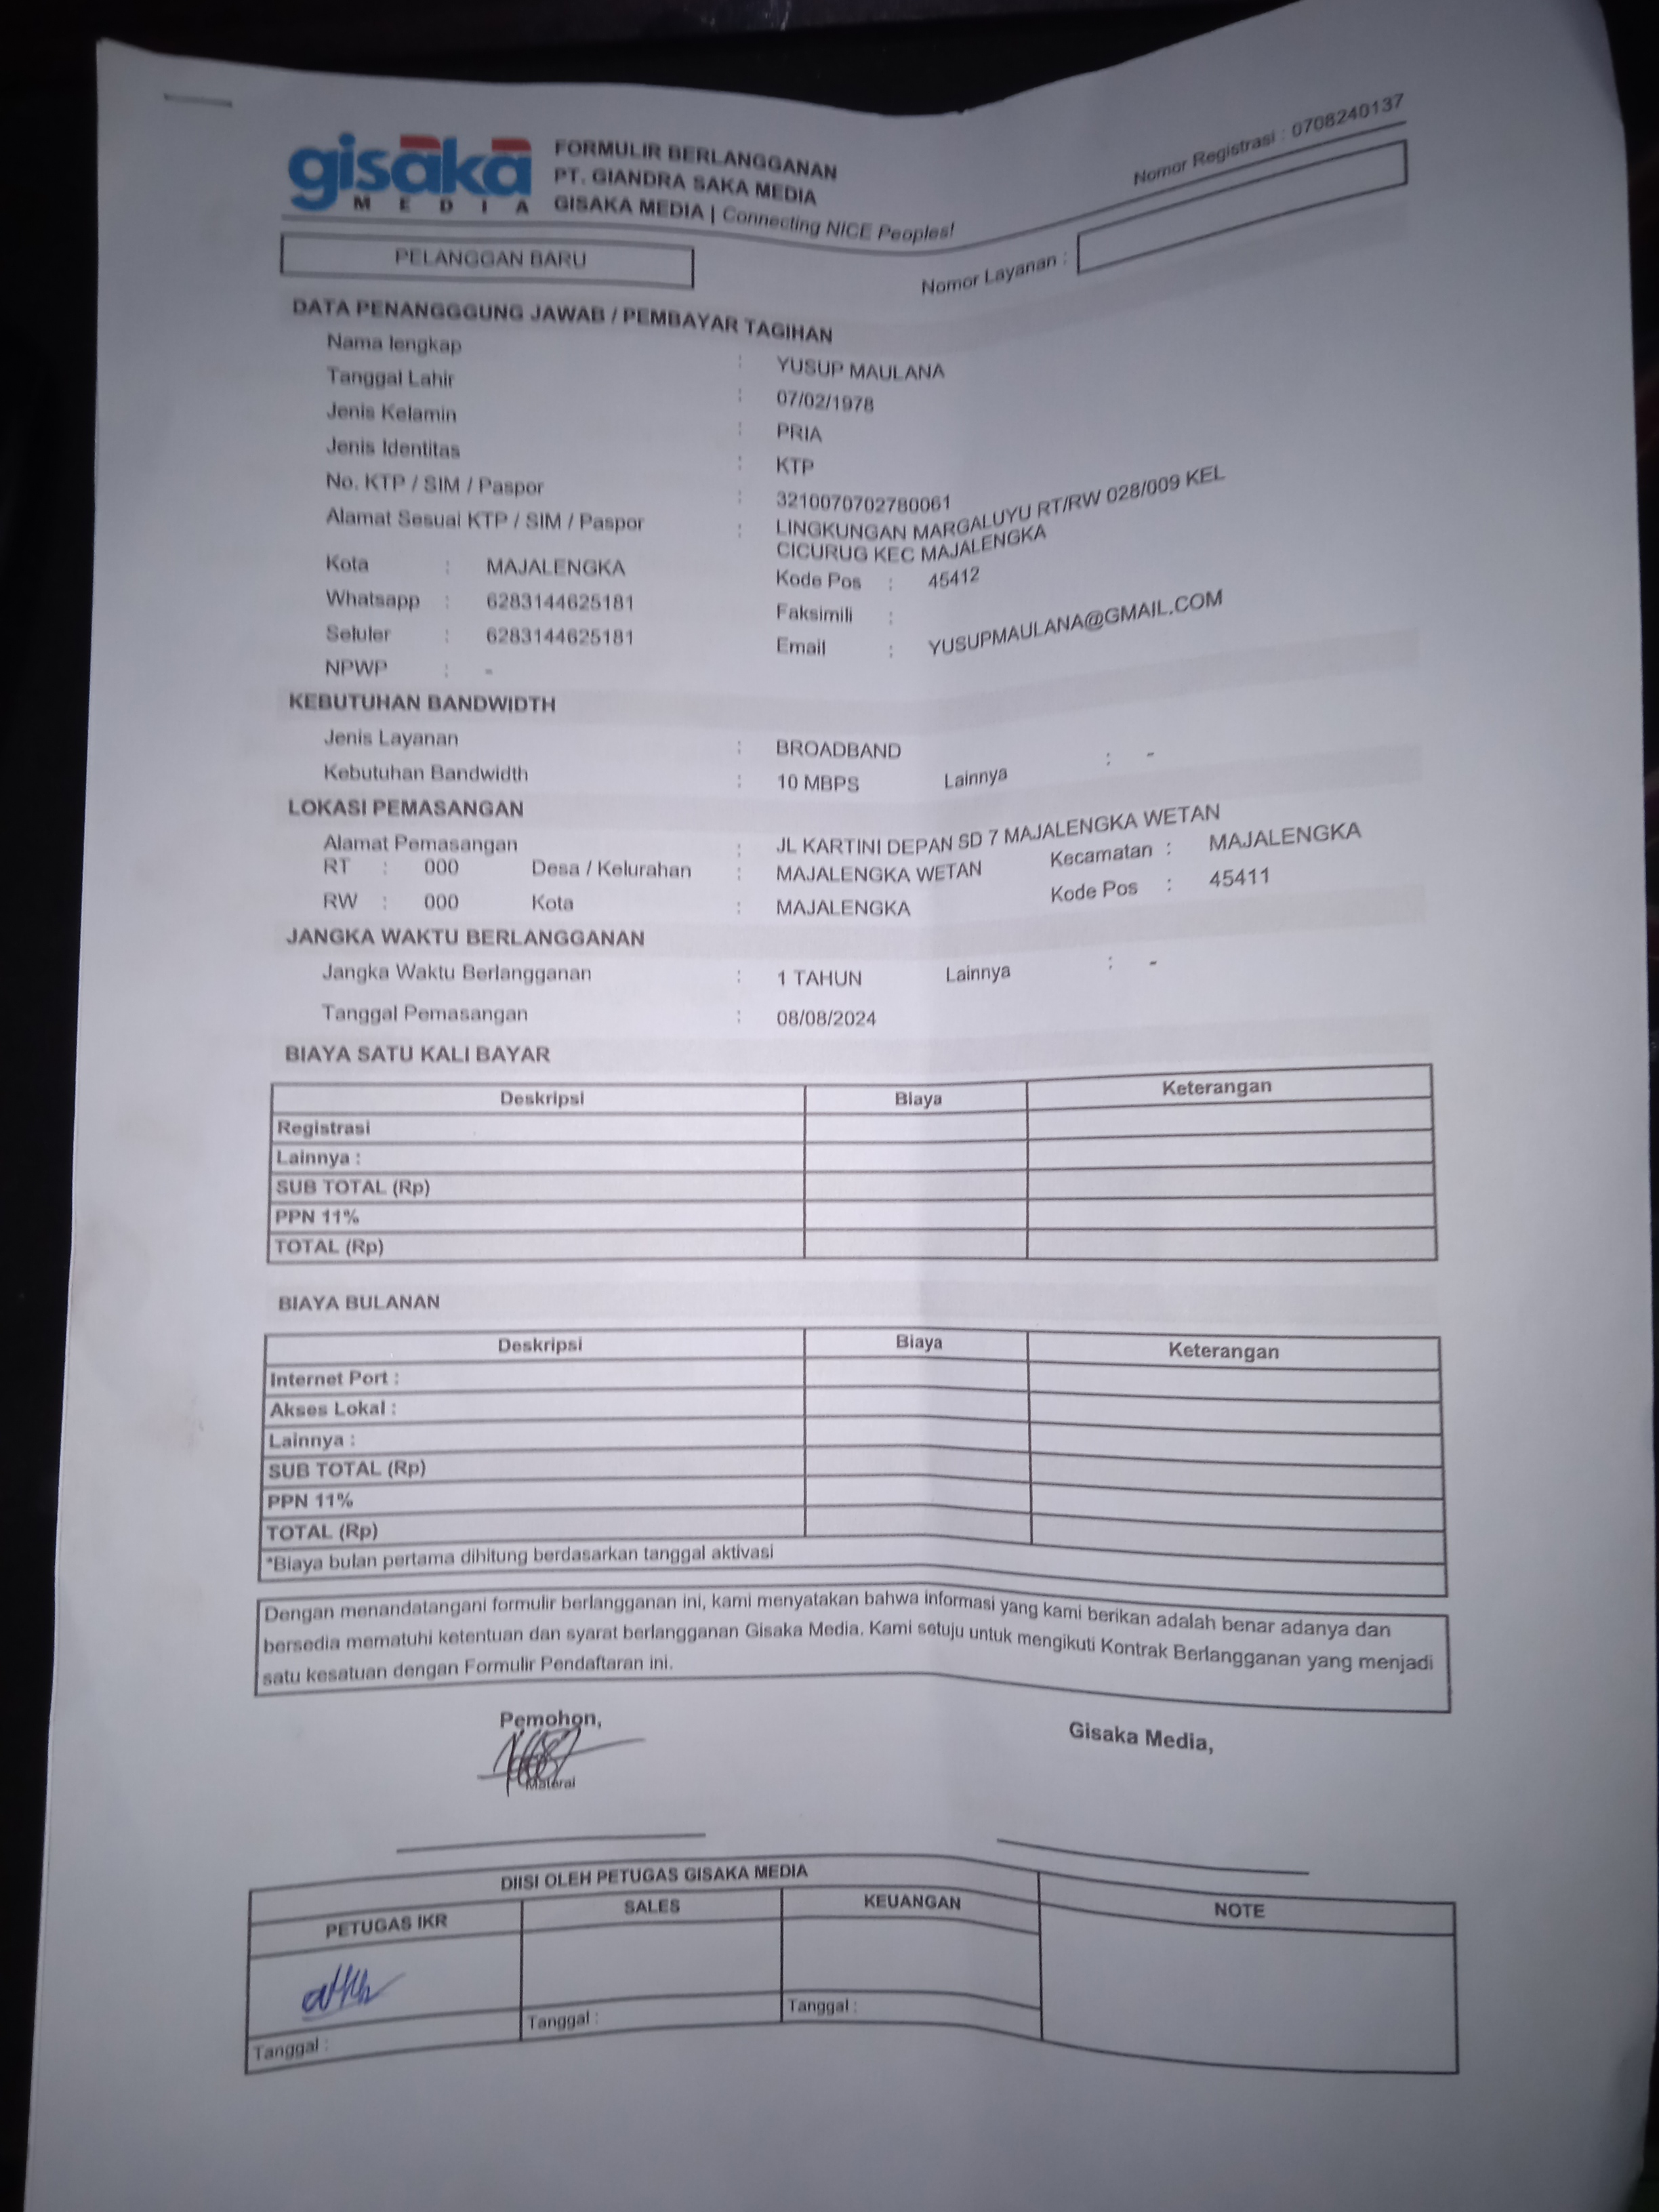 gisaka
MEDIA
FORMULIR BERLANGGANAN
PT. GIANDRA SAKA MEDIA
GISAKA MEDIA | Connecting NICE Peoples!
Nomor Registrasi : 0708240137
PELANGGAN BARU
Nomor Layanan :
DATA PENANGGGUNG JAWAB / PEMBAYAR TAGIHAN
Nama lengkap : YUSUP MAULANA
Tanggal Lahir : 07/02/1978
Jenis Kelamin : PRIA
Jenis Identitas : KTP
No. KTP / SIM / Paspor : 3210070702780061
Alamat Sesuai KTP / SIM / Paspor : LINGKUNGAN MARGALUYU RT/RW 028/009 KEL
CICURUG KEC MAJALENGKA
Kota : MAJALENGKA Kode Pos : 45412
Whatsapp : 6283144625181 Faksimili :
Seluler : 6283144625181 Email : YUSUPMAULANA@GMAIL.COM
NPWP : -
KEBUTUHAN BANDWIDTH
Jenis Layanan : BROADBAND
Kebutuhan Bandwidth : 10 MBPS Lainnya : -
LOKASI PEMASANGAN
Alamat Pemasangan : JL KARTINI DEPAN SD 7 MAJALENGKA WETAN
RT : 000 Desa / Kelurahan : MAJALENGKA WETAN Kecamatan : MAJALENGKA
RW : 000 Kota : MAJALENGKA Kode Pos : 45411
JANGKA WAKTU BERLANGGANAN
Jangka Waktu Berlangganan : 1 TAHUN Lainnya : -
Tanggal Pemasangan : 08/08/2024
BIAYA SATU KALI BAYAR
Deskripsi Biaya Keterangan
Registrasi
Lainnya :
SUB TOTAL (Rp)
PPN 11%
TOTAL (Rp)
BIAYA BULANAN
Deskripsi Biaya Keterangan
Internet Port :
Akses Lokal :
Lainnya :
SUB TOTAL (Rp)
PPN 11%
TOTAL (Rp)
*Biaya bulan pertama dihitung berdasarkan tanggal aktivasi
Dengan menandatangani formulir berlangganan ini, kami menyatakan bahwa informasi yang kami berikan adalah benar adanya dan
bersedia mematuhi ketentuan dan syarat berlangganan Gisaka Media. Kami setuju untuk mengikuti Kontrak Berlangganan yang menjadi
satu kesatuan dengan Formulir Pendaftaran ini.
Pemohon, Gisaka Media,
Materai
DIISI OLEH PETUGAS GISAKA MEDIA
PETUGAS IKR SALES KEUANGAN NOTE
Tanggal : Tanggal : Tanggal :